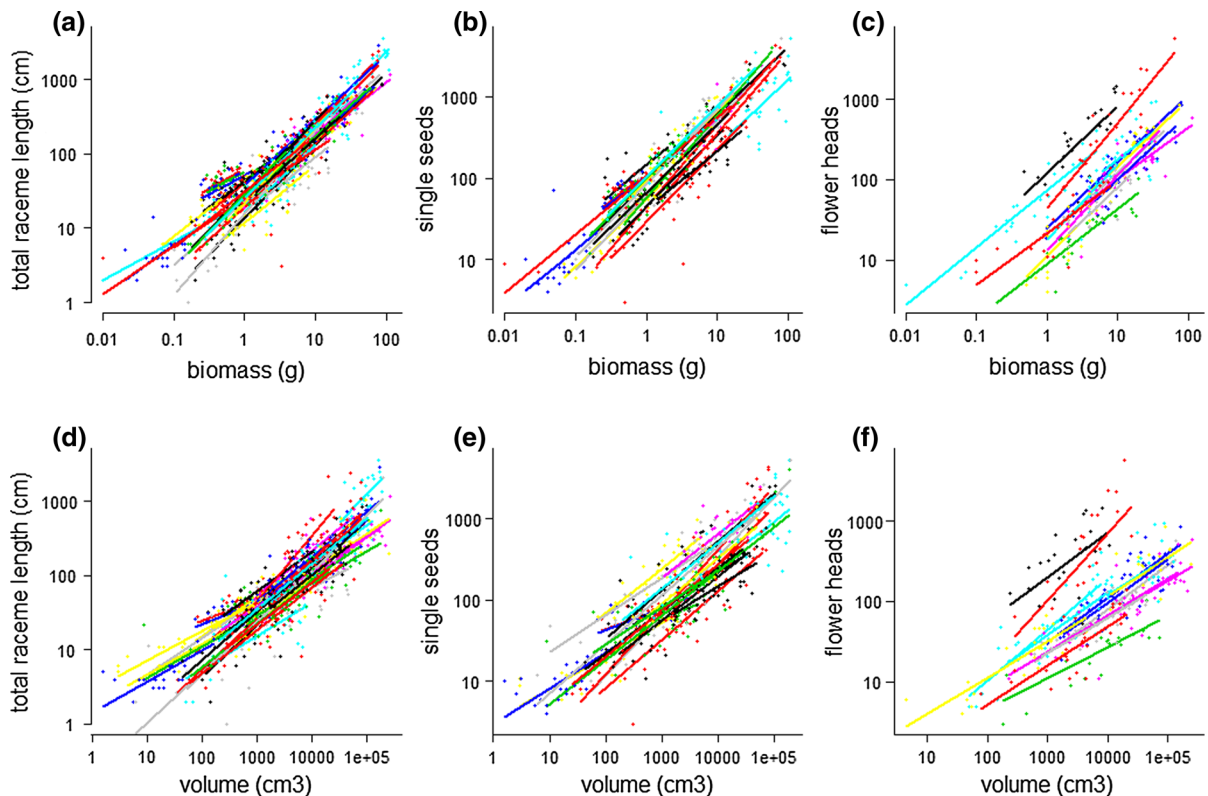 (a)
total raceme length (cm)
1000
100
10
1
0.01 0.1 1 10 100
biomass (g)
(b)
single seeds
1000
100
10
0.01 0.1 1 10 100
biomass (g)
(c)
flower heads
1000
100
10
0.01 0.1 1 10 100
biomass (g)
(d)
total raceme length (cm)
1000
100
10
1
1 10 100 1000 10000 1e+05
volume (cm3)
(e)
single seeds
1000
100
10
1 10 100 1000 10000 1e+05
volume (cm3)
(f)
flower heads
1000
100
10
10 100 1000 10000 1e+05
volume (cm3)